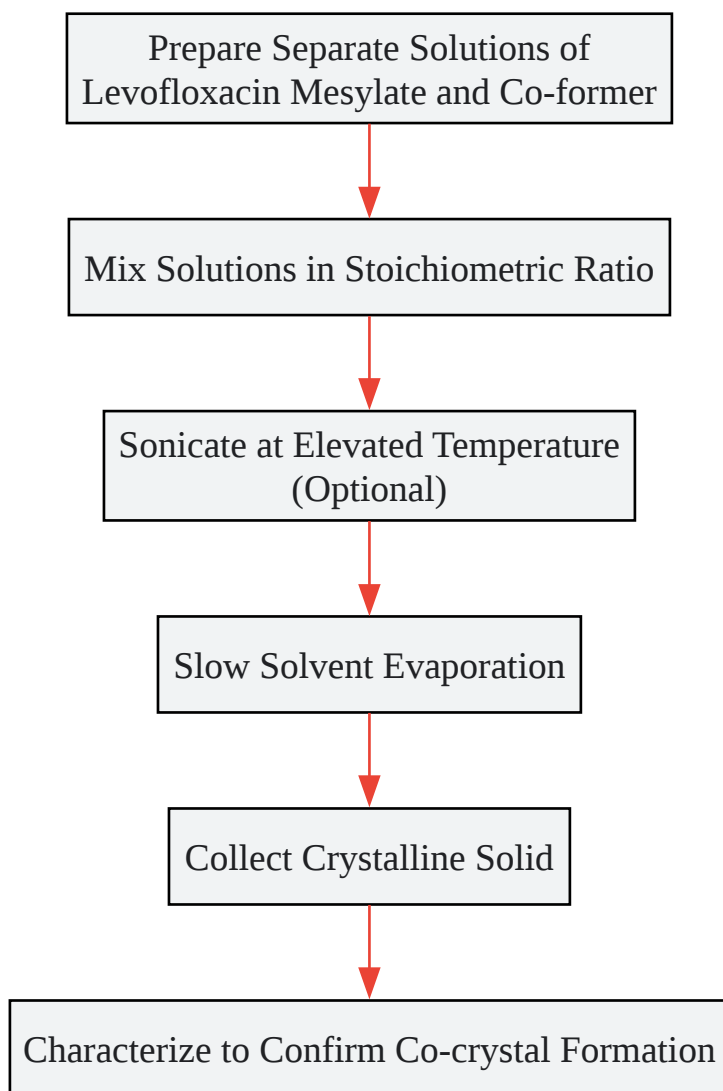 Prepare Separate Solutions of
Levofloxacin Mesylate and Co-former
Mix Solutions in Stoichiometric Ratio
Sonicate at Elevated Temperature
(Optional)
Slow Solvent Evaporation
Collect Crystalline Solid
Characterize to Confirm Co-crystal Formation